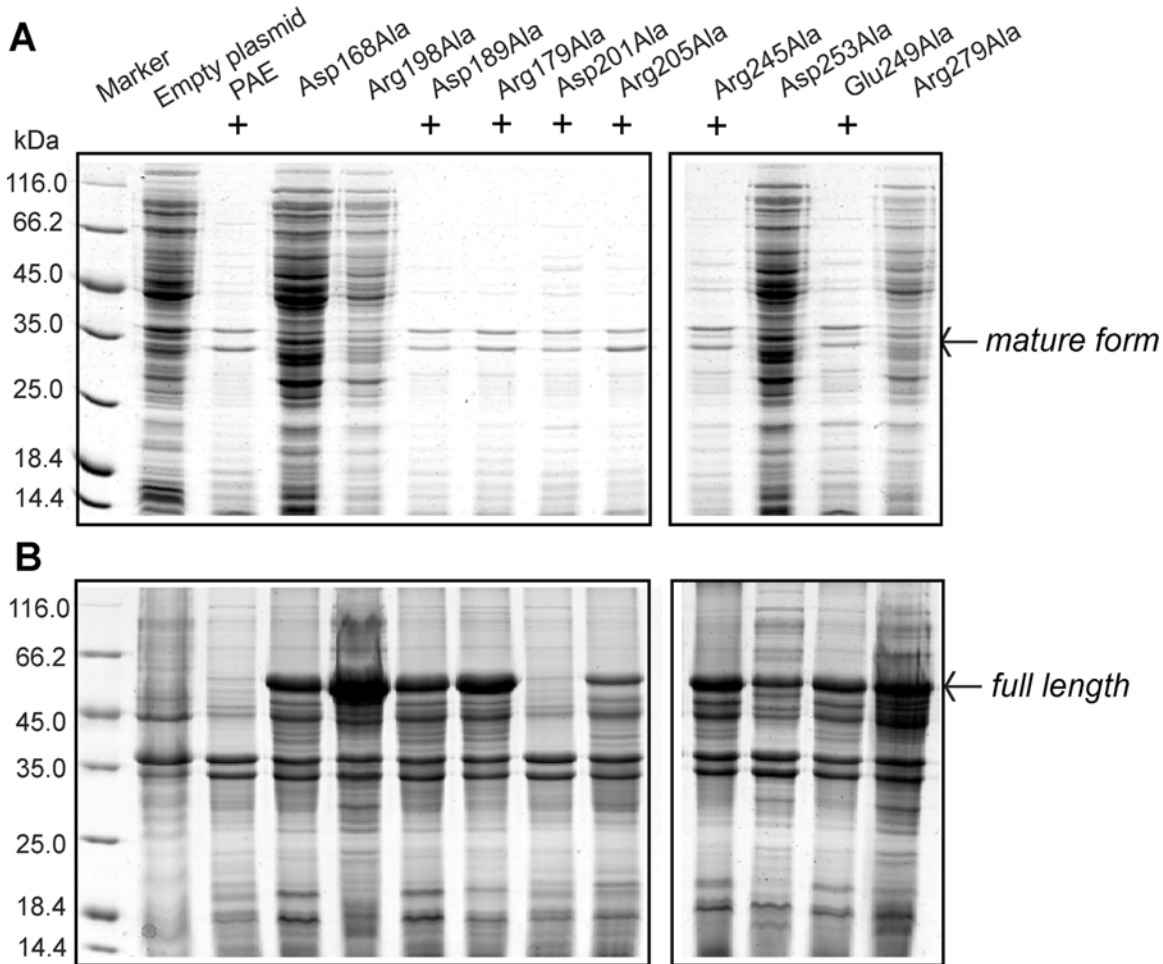 A
Marker
Empty plasmid
PAE
Asp168Ala
Arg198Ala
Asp189Ala
Arg179Ala
Asp201Ala
Arg205Ala
Arg245Ala
Asp253Ala
Glu249Ala
Arg279Ala
+ + + + + + +
kDa
116.0
66.2
45.0
35.0
mature form
25.0
18.4
14.4
B
116.0
66.2
full length
45.0
35.0
25.0
18.4
14.4